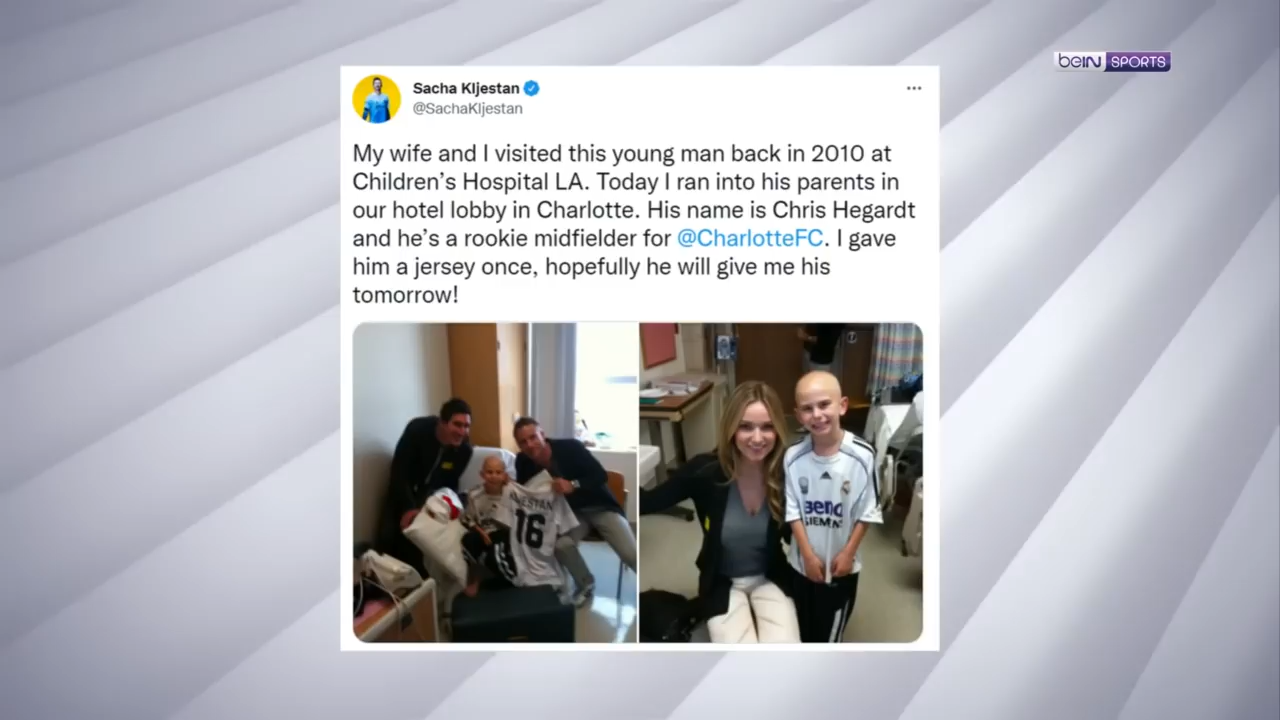 beIN SPORTS
Sacha Kljestan
@SachaKljestan
My wife and I visited this young man back in 2010 at
Children’s Hospital LA. Today I ran into his parents in
our hotel lobby in Charlotte. His name is Chris Hegardt
and he’s a rookie midfielder for @CharlotteFC. I gave
him a jersey once, hopefully he will give me his
tomorrow!
KLJESTAN
16
SIEMEN